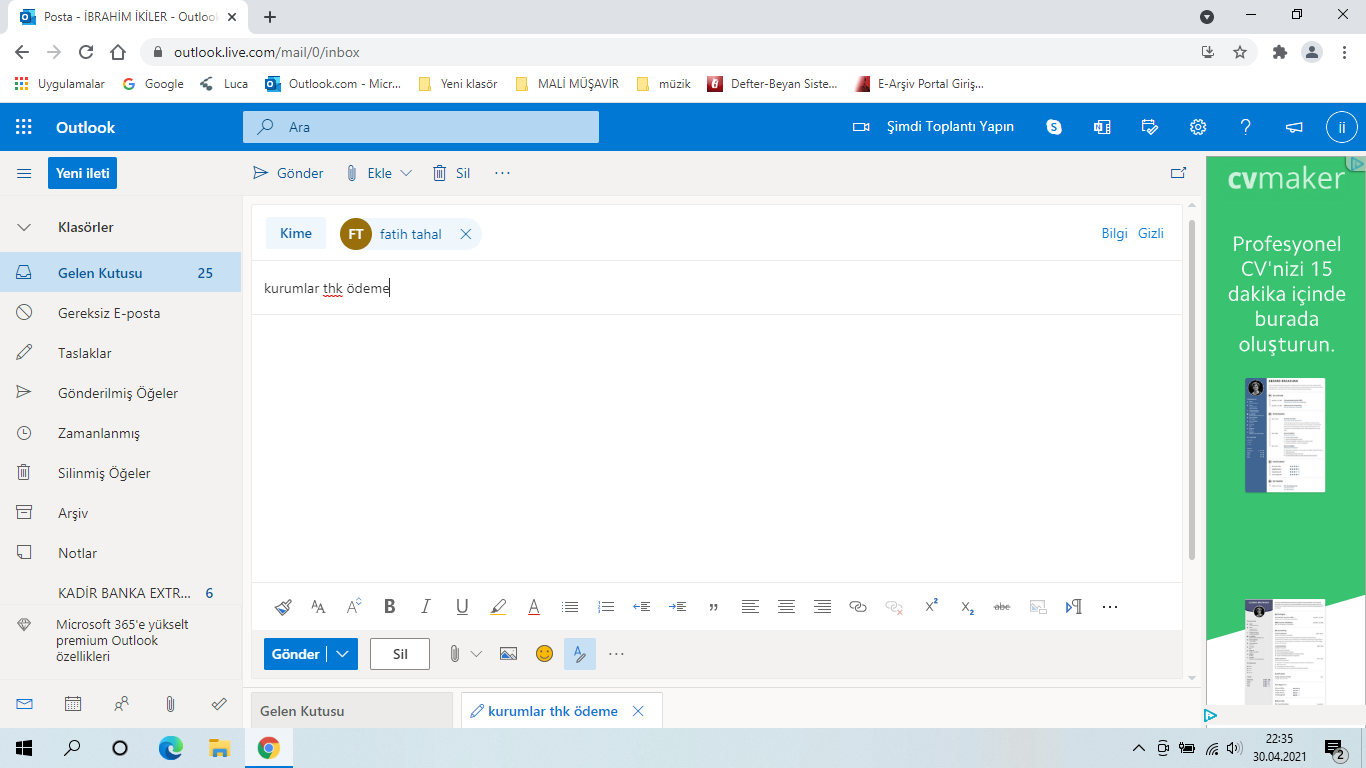 Posta - İBRAHİM İKİLER - Outloo
outlook.live.com/mail/0/inbox
Uygulamalar
Google
Luca
Outlook.com - Micr...
Yeni klasör
MALİ MÜŞAVİR
müzik
Defter-Beyan Siste...
E-Arşiv Portal Giriş...
Outlook
Ara
Şimdi Toplantı Yapın
İİ
Yeni ileti
Gönder
Ekle
Sil
Klasörler
Gelen Kutusu 25
Gereksiz E-posta
Taslaklar
Gönderilmiş Öğeler
Zamanlanmış
Silinmiş Öğeler
Arşiv
Notlar
KADİR BANKA EXTR... 6
Microsoft 365'e yükselt
premium Outlook
özellikleri
Kime
FT fatih tahal
Bilgi Gizli
kurumlar thk ödeme
Gönder
Sil
Gelen Kutusu
kurumlar thk ödeme
cvmaker
Profesyonel
CV'nizi 15
dakika içinde
burada
oluşturun.
22:35
30.04.2021
2